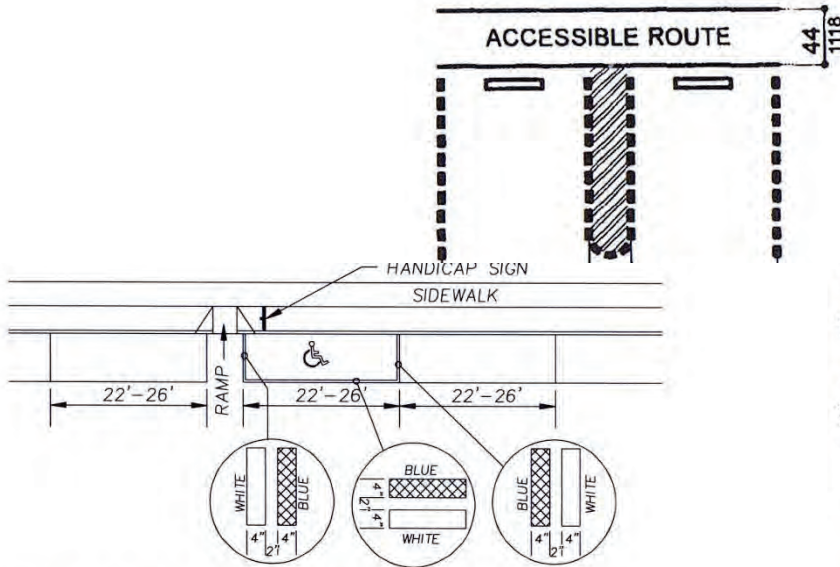 ACCESSIBLE ROUTE
44
1118
HANDICAP SIGN
SIDEWALK
RAMP
22'-26'
22'-26'
22'-26'
WHITE
BLUE
4"
2"
4"
BLUE
4"
2"
4"
WHITE
BLUE
WHITE
4"
2"
4"